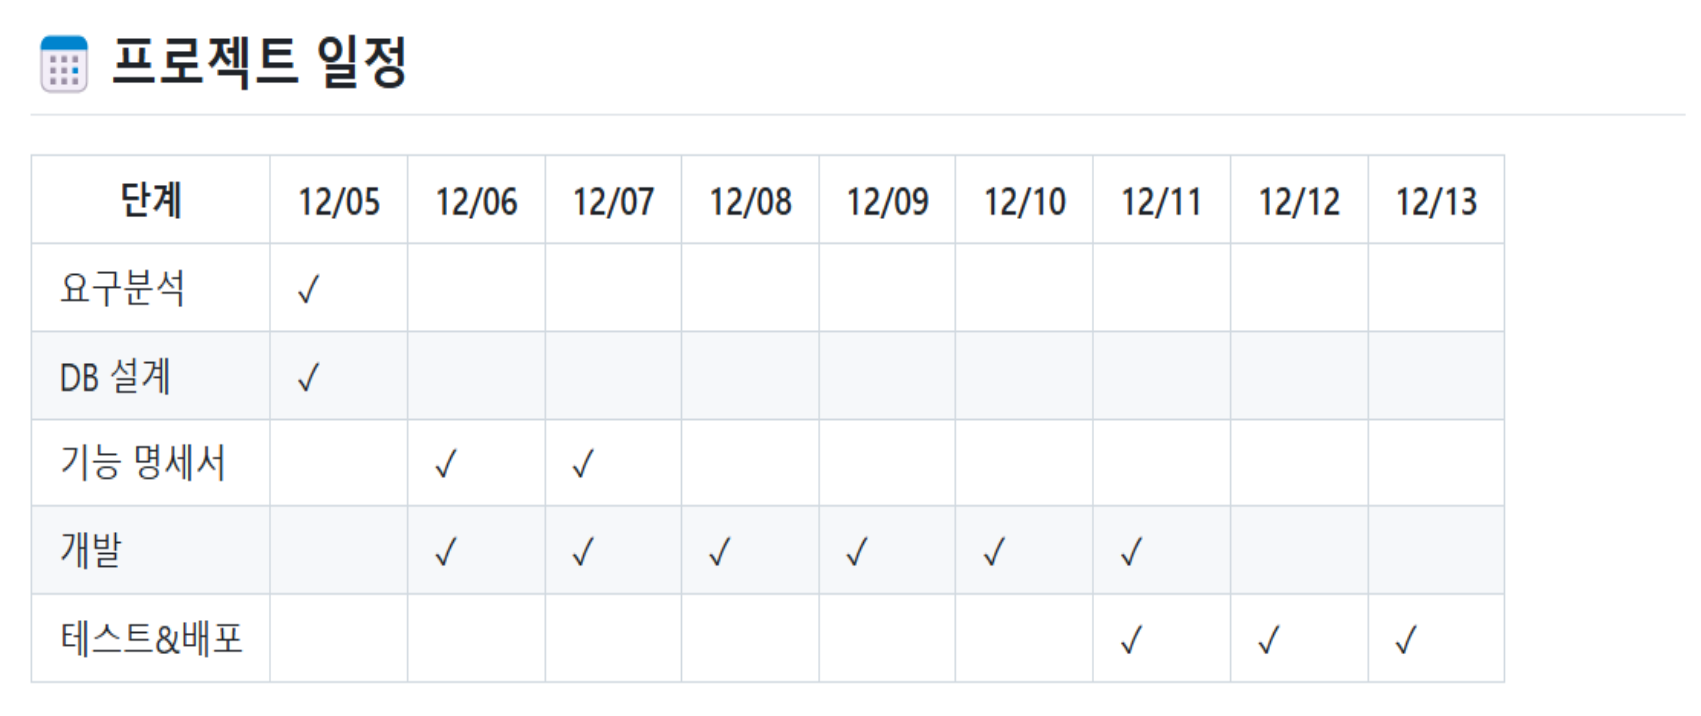 프로젝트 일정
단계 12/05 12/06 12/07 12/08 12/09 12/10 12/11 12/12 12/13
요구분석 ✓
DB 설계 ✓
기능 명세서 ✓ ✓
개발 ✓ ✓ ✓ ✓ ✓ ✓
테스트&배포 ✓ ✓ ✓